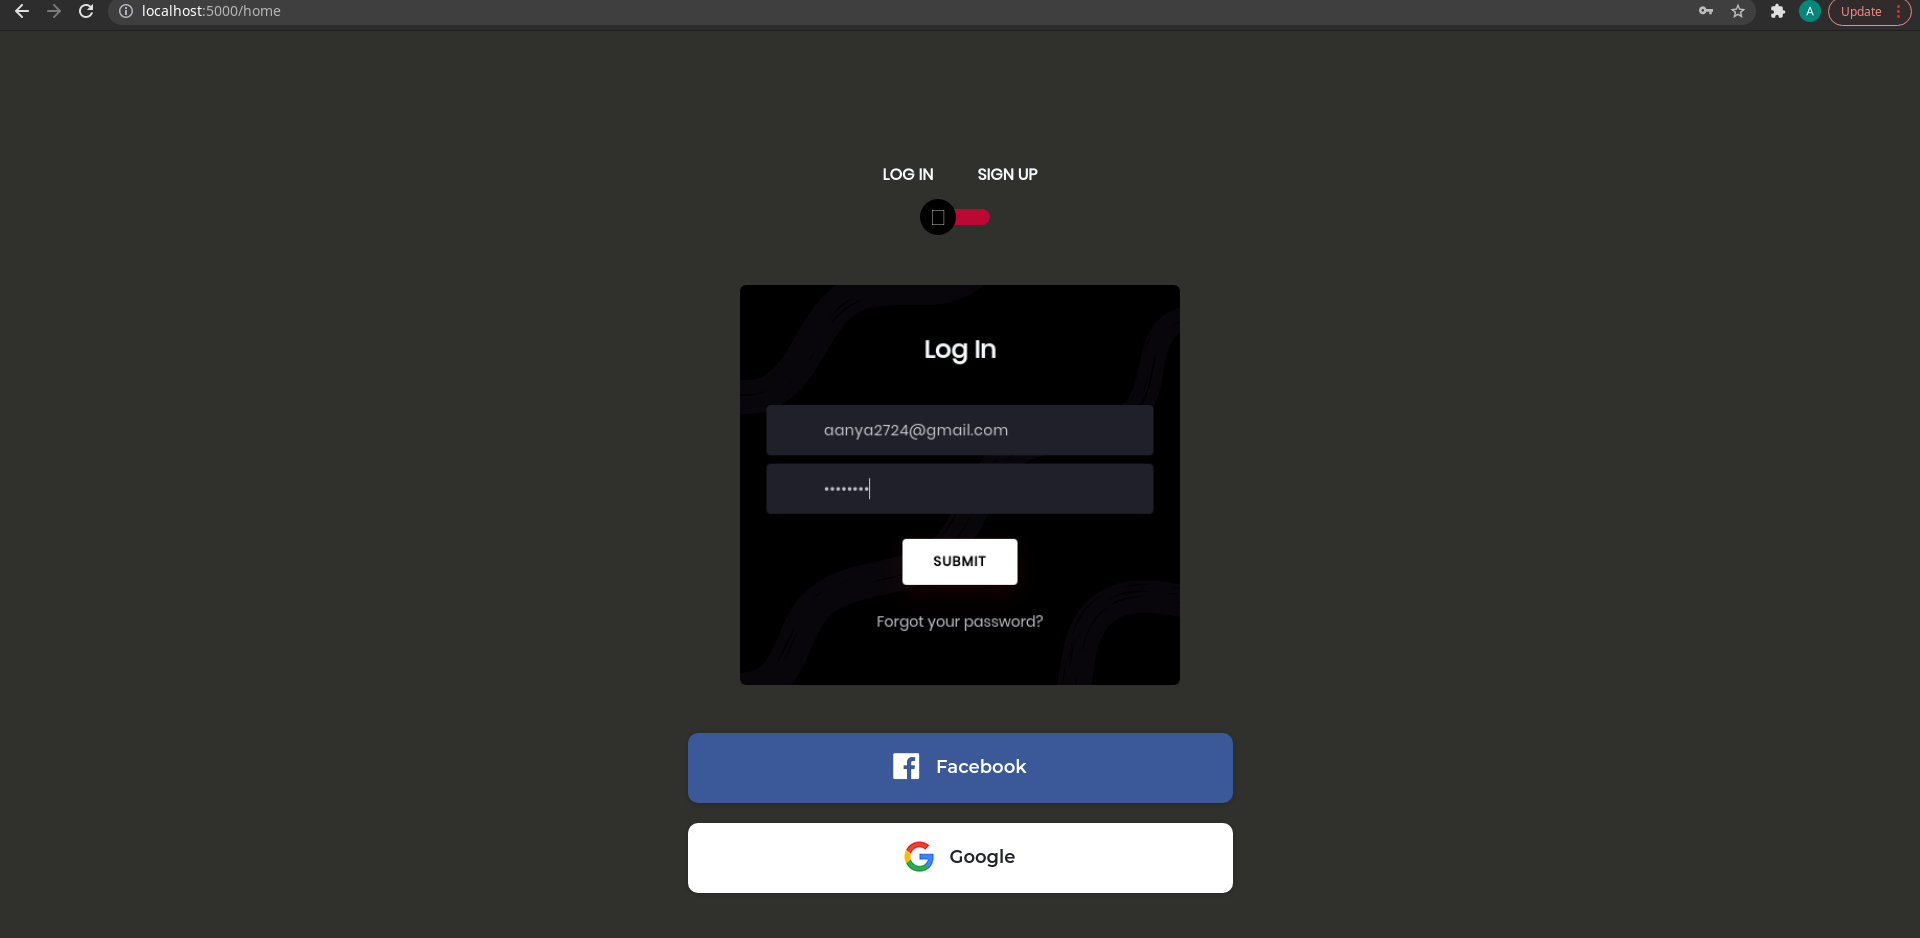 localhost:5000/home
A
Update
LOG IN SIGN UP
Log In
aanya2724@gmail.com
••••••••
SUBMIT
Forgot your password?
Facebook
Google